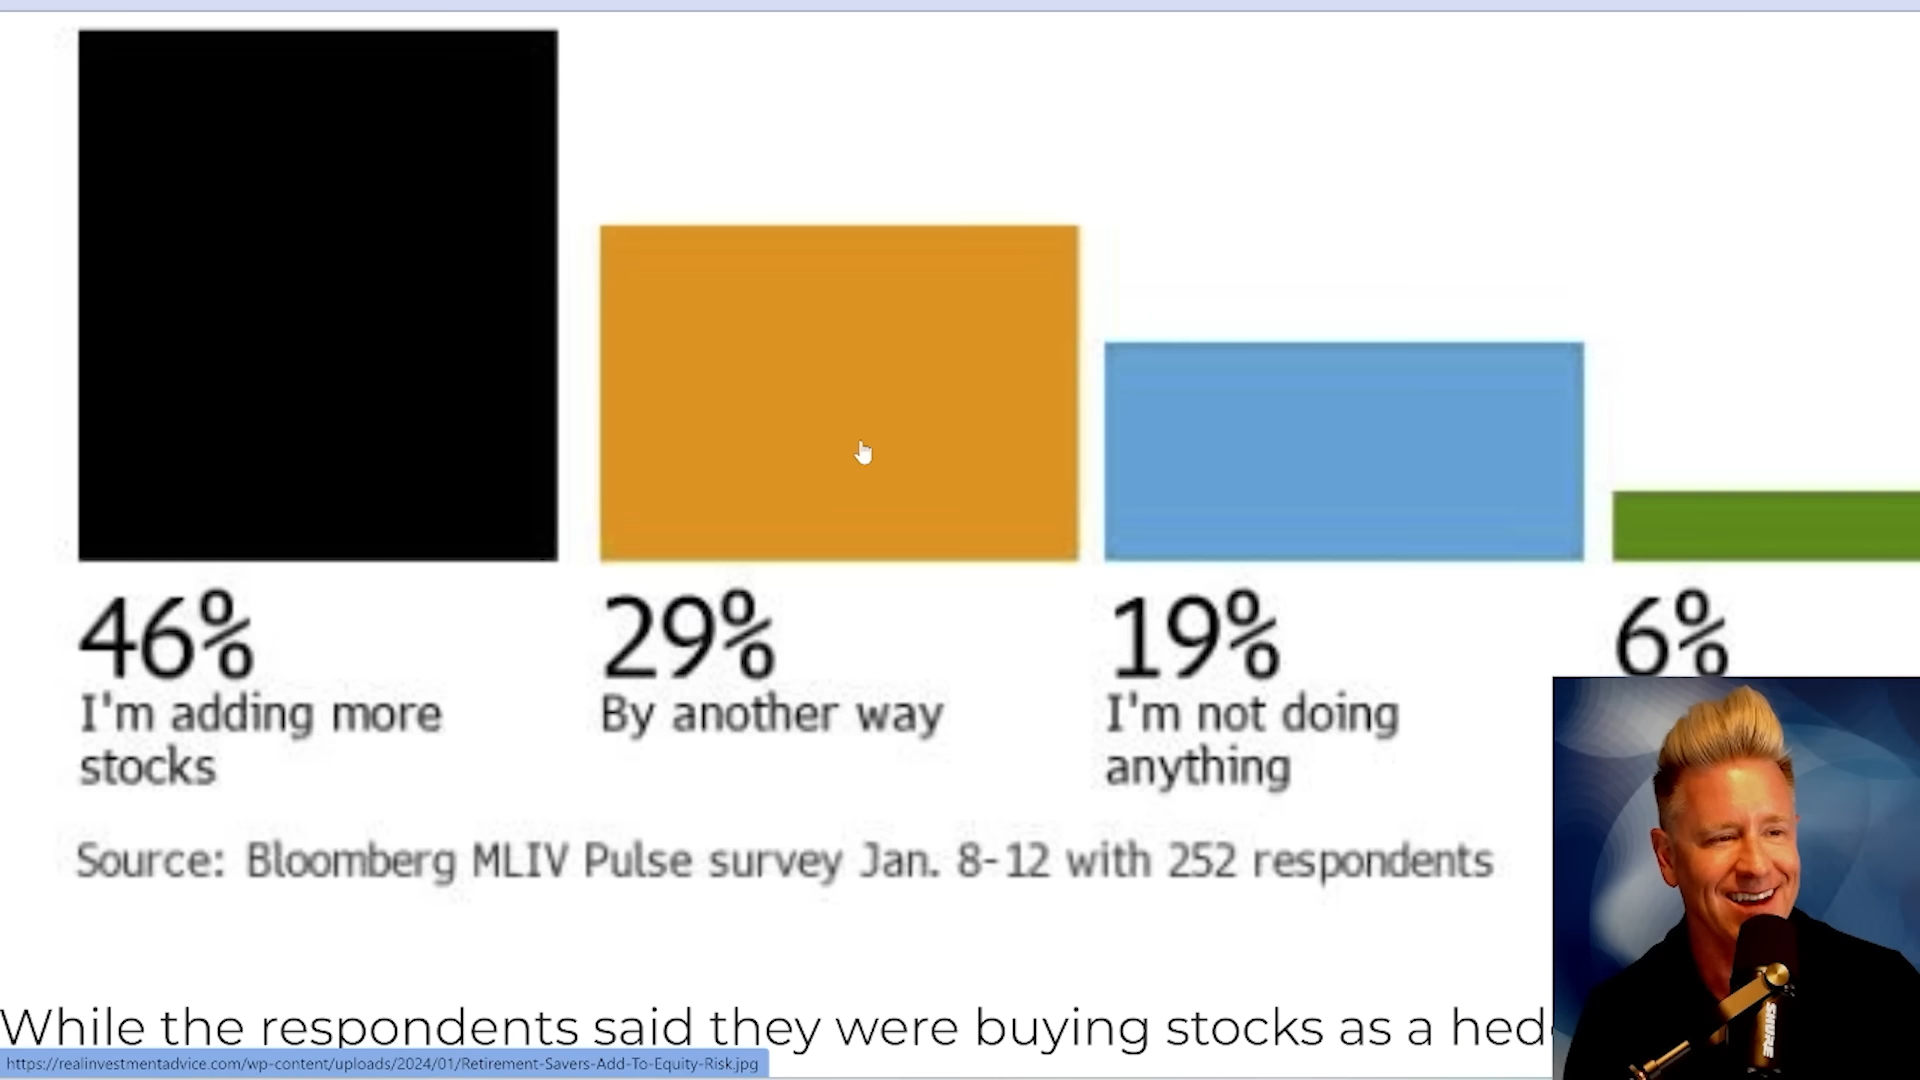 46%
29%
19%
6%
I'm adding more
stocks
By another way
I'm not doing
anything
Source: Bloomberg MLIV Pulse survey Jan. 8-12 with 252 respondents
While the respondents said they were buying stocks as a
https://realinvestmentadvice.com/wp-content/uploads/2024/01/Retirement-Savers-Add-To-Equity-Risk.jpg
SHURE